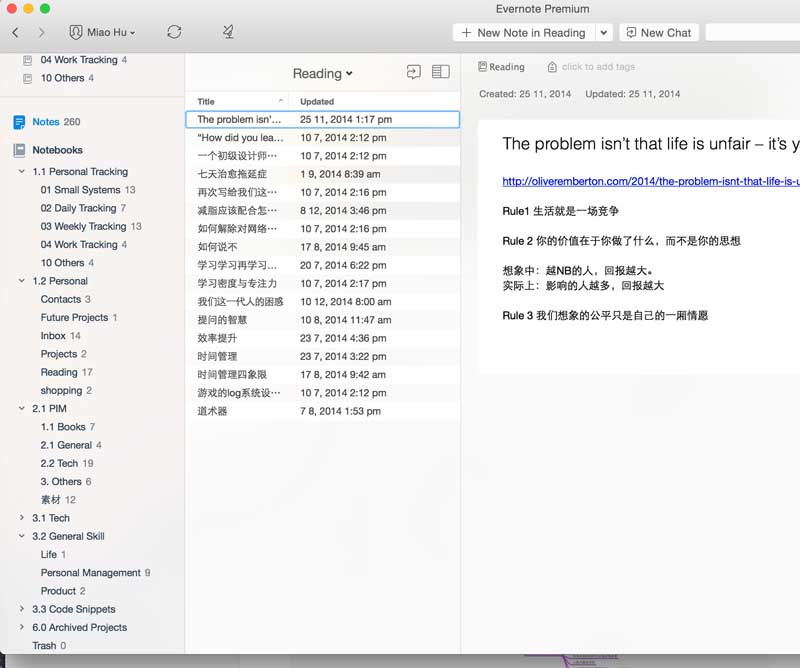 Evernote Premium
Miao Hu
New Note in Reading
New Chat
04 Work Tracking 4
10 Others 4
Notes 260
Notebooks
1.1 Personal Tracking
01 Small Systems 13
02 Daily Tracking 7
03 Weekly Tracking 13
04 Work Tracking 4
10 Others 4
1.2 Personal
Contacts 3
Future Projects 1
Inbox 14
Projects 2
Reading 17
shopping 2
2.1 PIM
1.1 Books 7
2.1 General 4
2.2 Tech 19
3. Others 6
素材 12
3.1 Tech
3.2 General Skill
Life 1
Personal Management 9
Product 2
3.3 Code Snippets
6.0 Archived Projects
Trash 0
Reading
Title Updated
The problem isn'… 25 11, 2014 1:17 pm
"How did you lea… 10 7, 2014 2:12 pm
一个初级设计师… 10 7, 2014 2:12 pm
七天治愈拖延症 1 9, 2014 8:39 am
再次写给我们这… 10 7, 2014 2:16 pm
减脂应该配合怎… 8 12, 2014 3:46 pm
如何解除对网络… 10 7, 2014 2:16 pm
如何说不 17 8, 2014 9:45 am
学习学习再学习… 20 7, 2014 6:22 pm
学习密度与专注力 10 7, 2014 2:17 pm
我们这一代人的困惑 10 12, 2014 8:00 am
提问的智慧 10 8, 2014 11:47 am
效率提升 23 7, 2014 4:36 pm
时间管理 23 7, 2014 3:22 pm
时间管理四象限 17 8, 2014 9:42 am
游戏的log系统设… 10 7, 2014 2:12 pm
道术器 7 8, 2014 1:53 pm
Reading click to add tags
Created: 25 11, 2014 Updated: 25 11, 2014
The problem isn't that life is unfair – it's y
http://oliveremberton.com/2014/the-problem-isnt-that-life-is-u
Rule1 生活就是一场竞争
Rule 2 你的价值在于你做了什么，而不是你的思想
想象中：越NB的人，回报越大。
实际上：影响的人越多，回报越大
Rule 3 我们想象的公平只是自己的一厢情愿